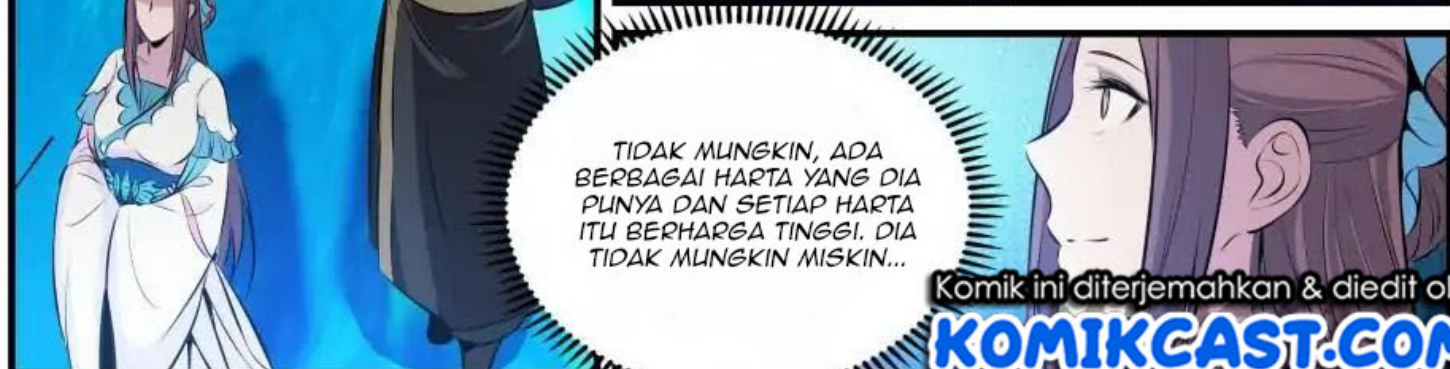 TIDAK MUNGKIN, ADA
BERBAGAI HARTA YANG DIA
PUNYA DAN SETIAP HARTA
ITU BERHARGA TINGGI. DIA
TIDAK MUNGKIN MISKIN...
Komik ini diterjemahkan & diedit ol
KOMIKCAST.COM